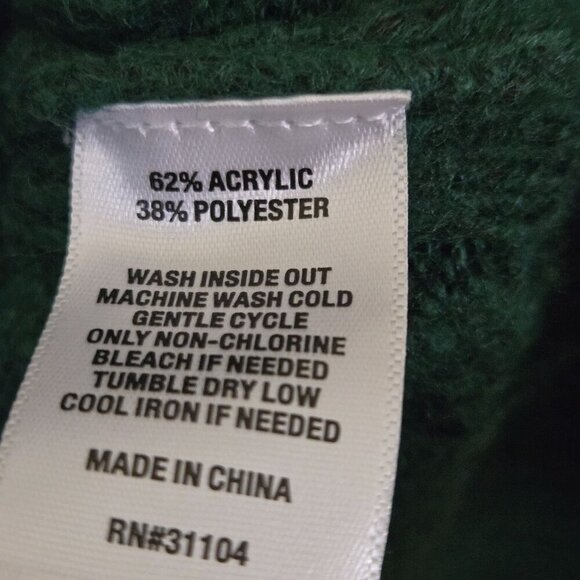 62% ACRYLIC
38% POLYESTER
WASH INSIDE OUT
MACHINE WASH COLD
GENTLE CYCLE
ONLY NON-CHLORINE
BLEACH IF NEEDED
TUMBLE DRY LOW
COOL IRON IF NEEDED
MADE IN CHINA
RN#31104